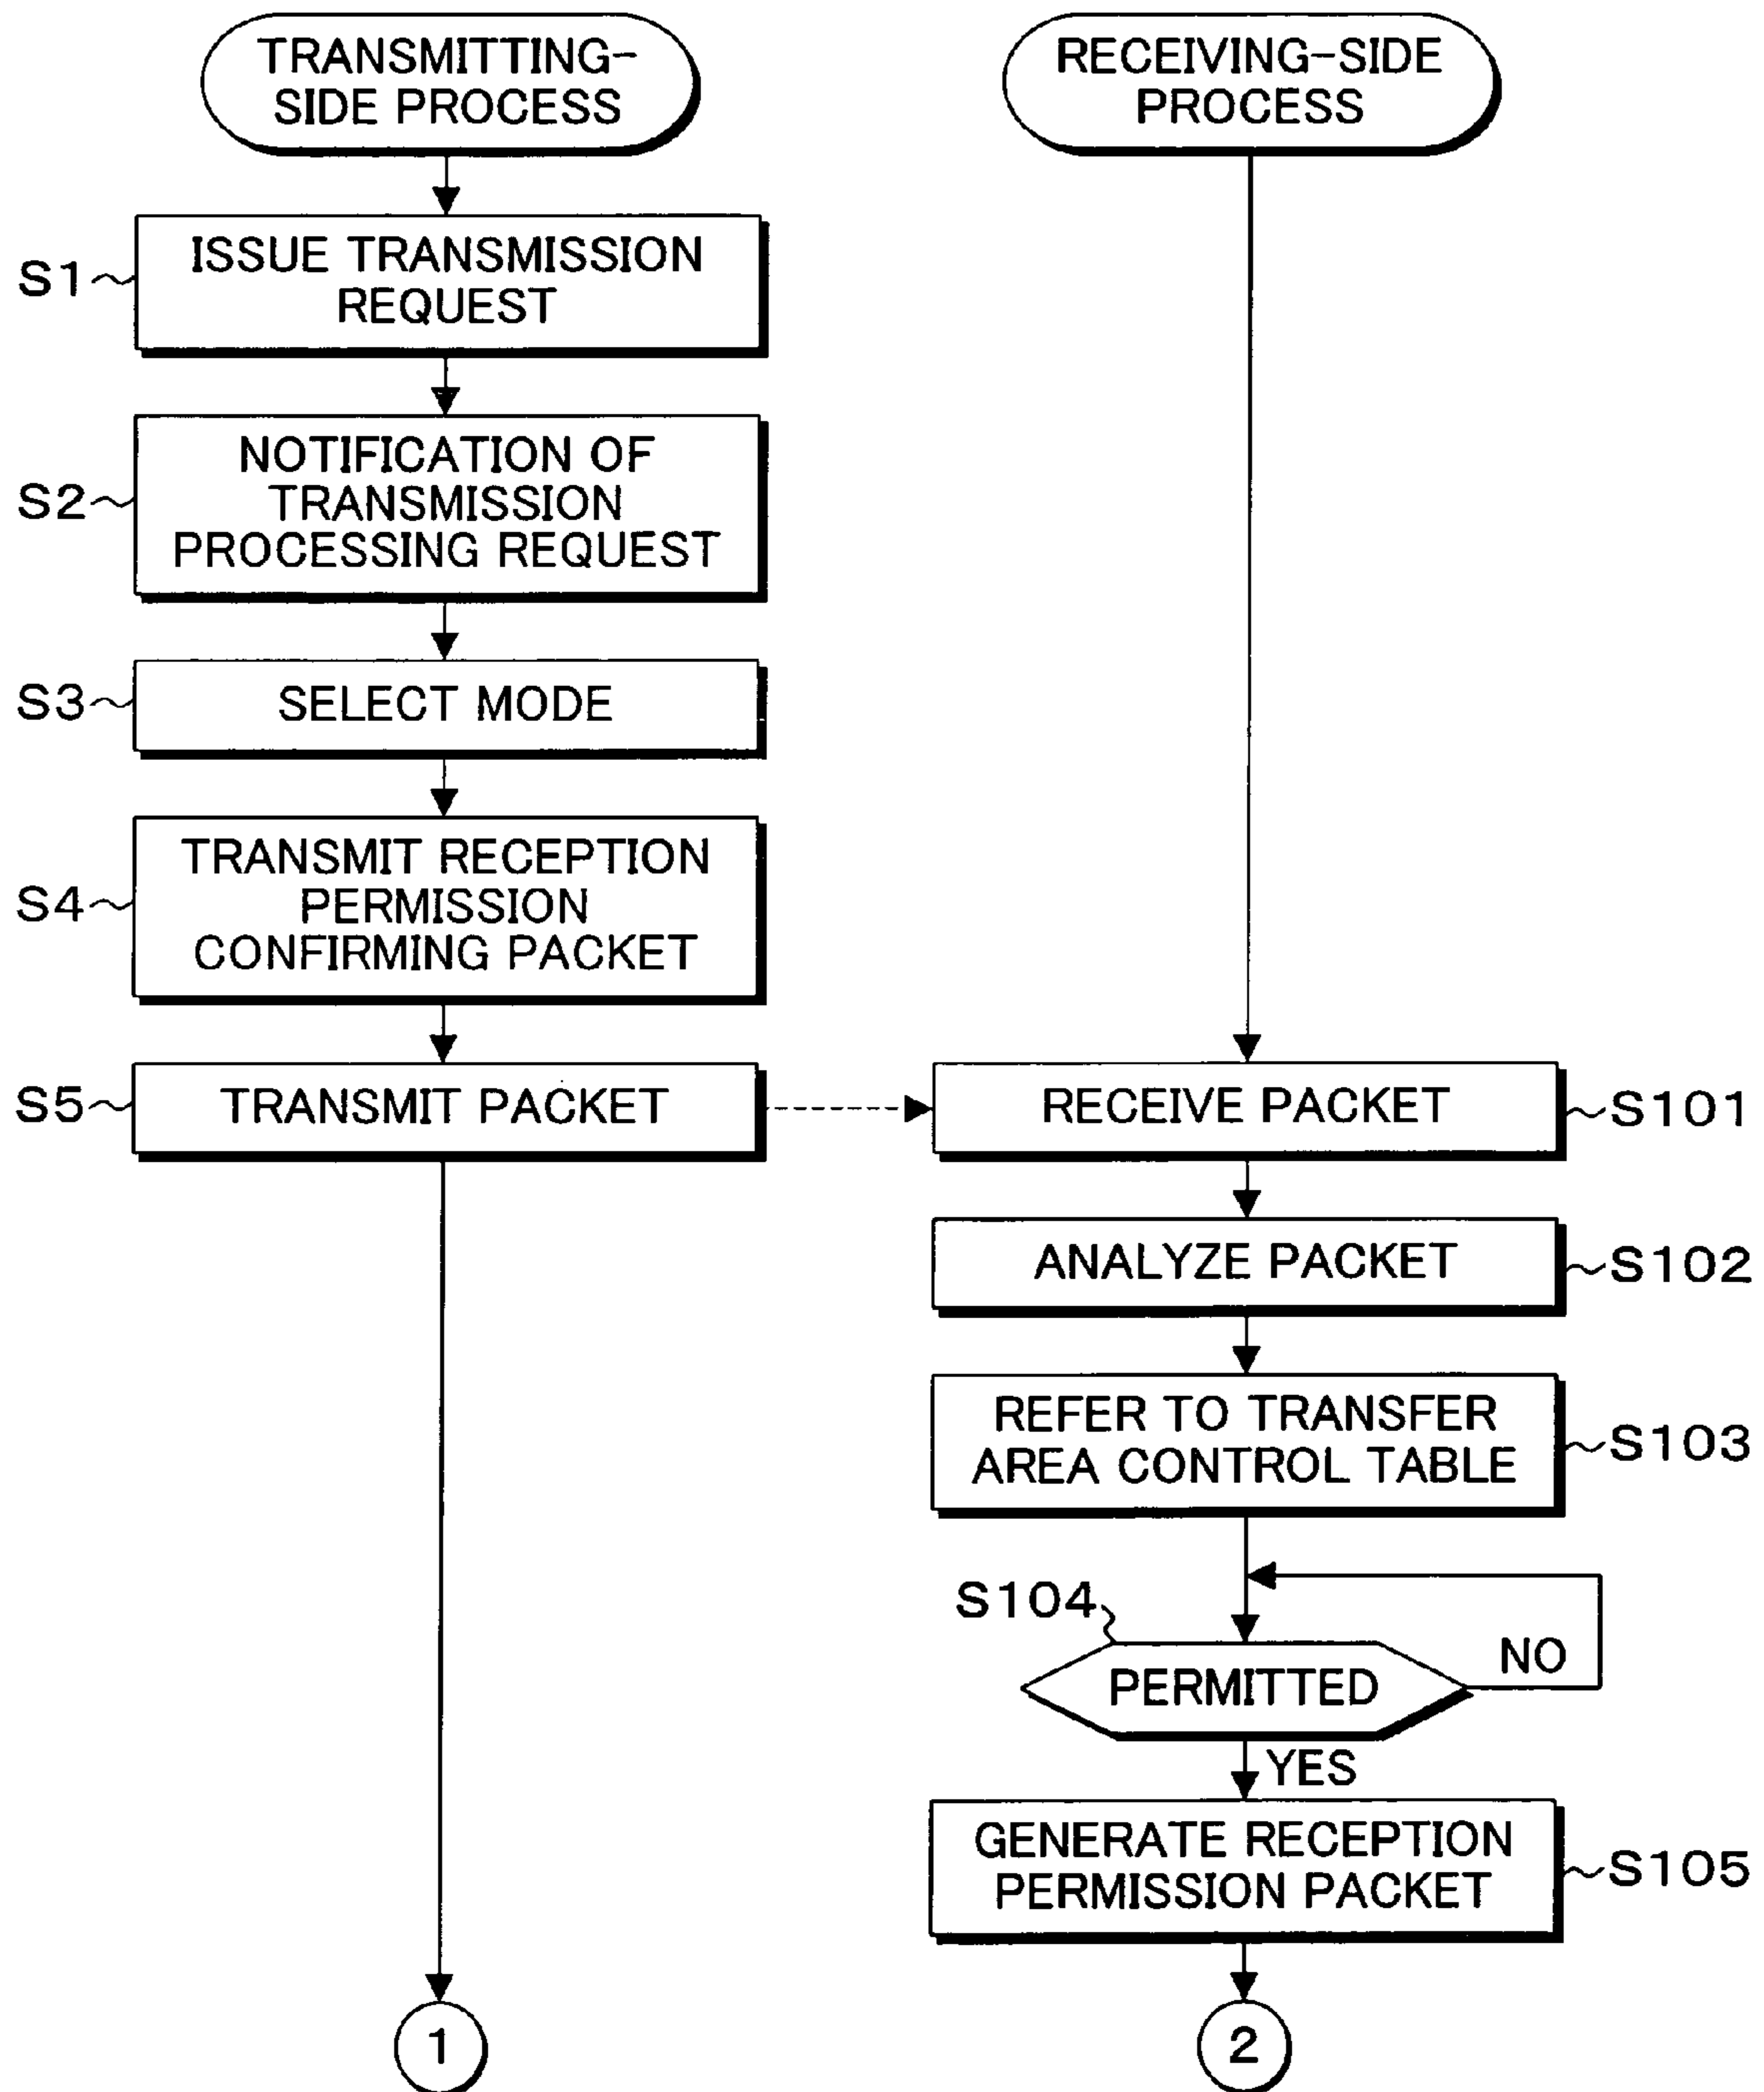 TRANSMITTING-
SIDE PROCESS
S1
ISSUE TRANSMISSION
REQUEST
S2
NOTIFICATION OF
TRANSMISSION
PROCESSING REQUEST
S3
SELECT MODE
S4
TRANSMIT RECEPTION
PERMISSION
CONFIRMING PACKET
S5
TRANSMIT PACKET
1
RECEIVING-SIDE
PROCESS
RECEIVE PACKET
S101
ANALYZE PACKET
S102
REFER TO TRANSFER
AREA CONTROL TABLE
S103
S104
PERMITTED
NO
YES
GENERATE RECEPTION
PERMISSION PACKET
S105
2